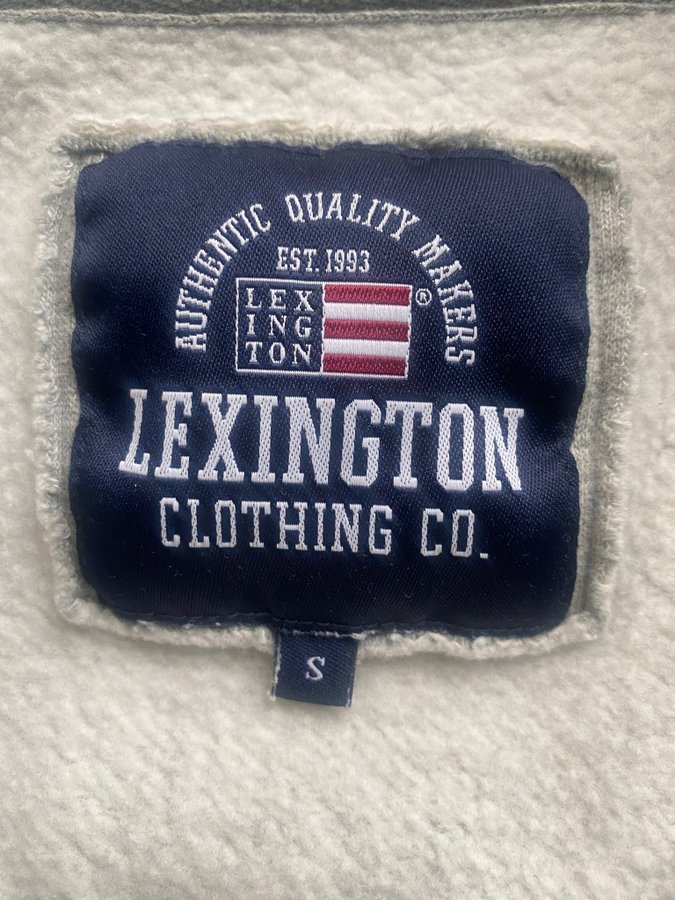 AUTHENTIC QUALITY MAKERS
EST. 1993
LEX
ING
TON
®
LEXINGTON
CLOTHING CO.
S